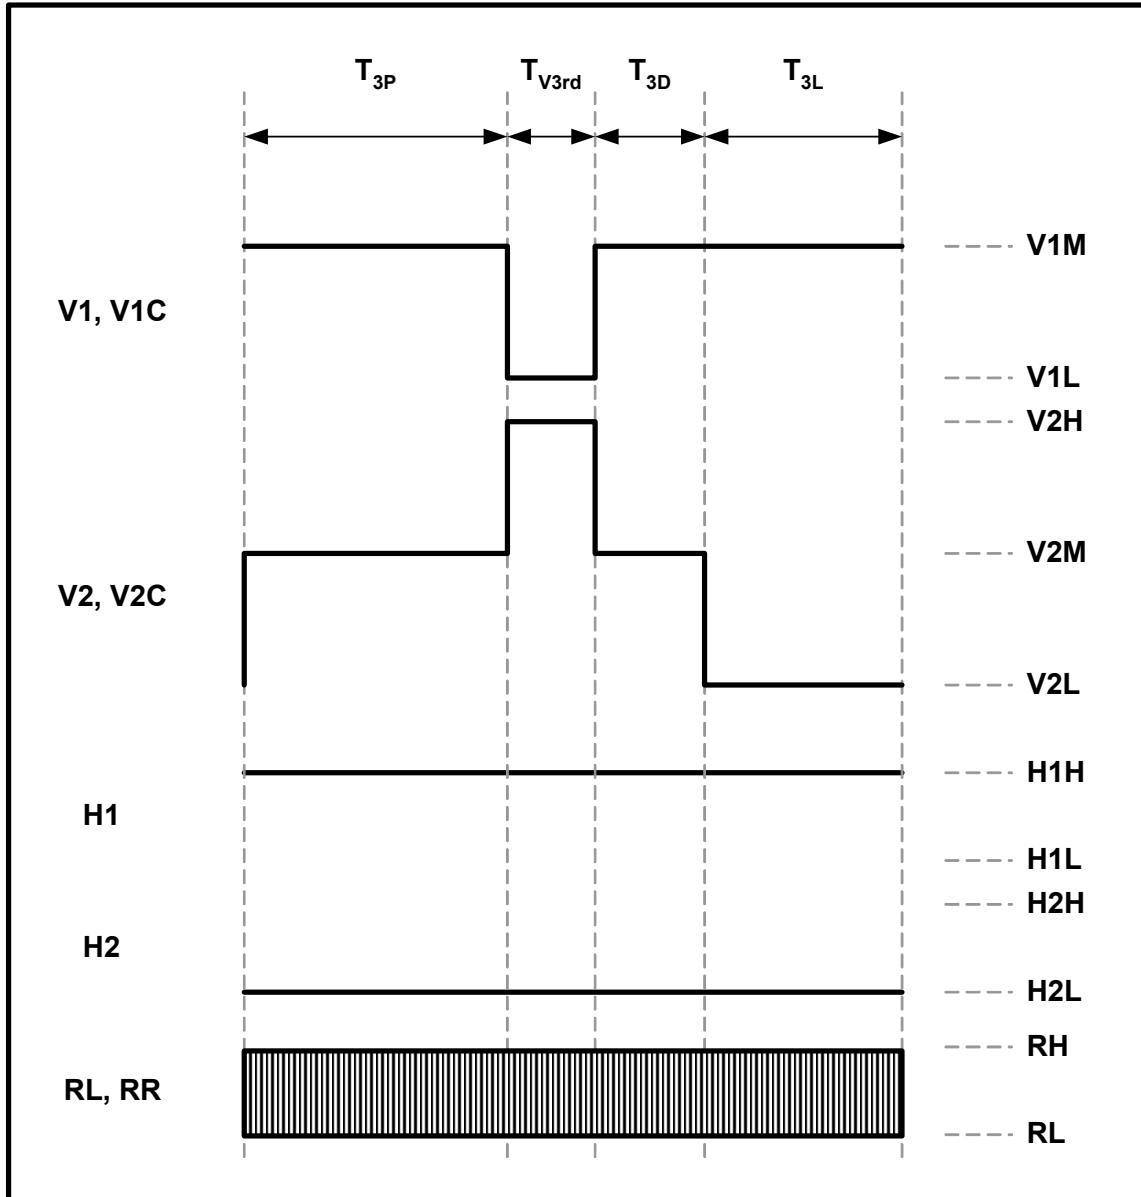 T3P TV3rd T3D T3L
V1M
V1, V1C
V1L
V2H
V2M
V2, V2C
V2L
H1H
H1
H1L
H2H
H2
H2L
RH
RL, RR
RL